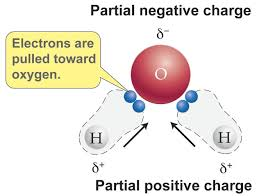 Partial negative charge
δ−
Electrons are
pulled toward
oxygen.
O
H
H
δ+
δ+
Partial positive charge